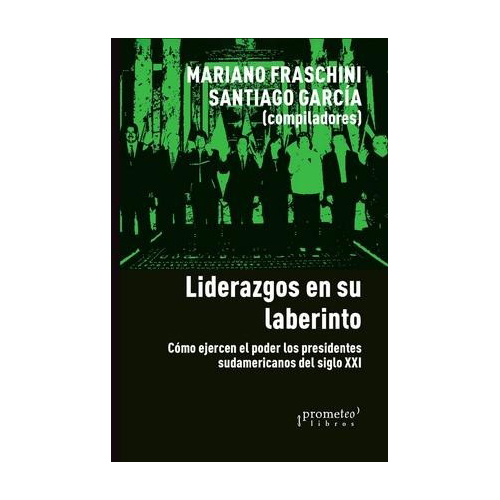 MARIANO FRASCHINI
SANTIAGO GARCÍA
(compiladores)
Liderazgos en su
laberinto
Cómo ejercen el poder los presidentes
sudamericanos del siglo XXI
prometeo
libros